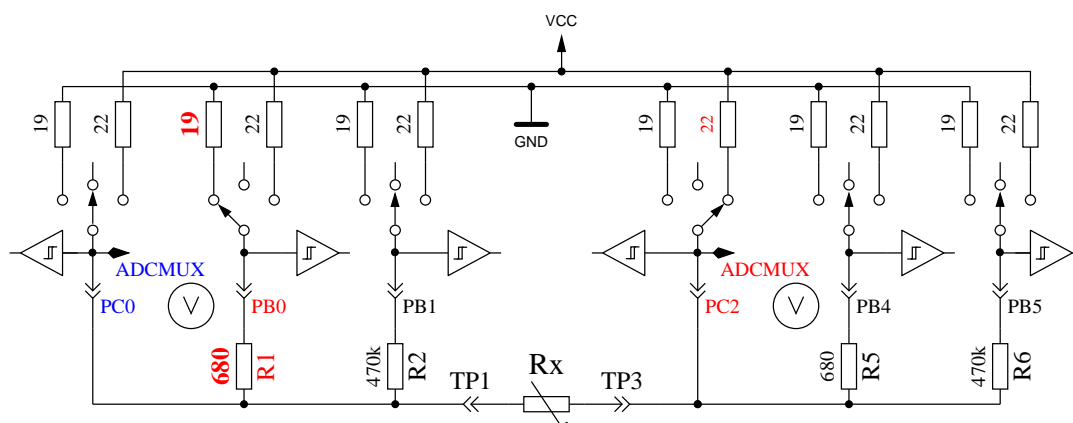 VCC
19
22
19
22
19
22
GND
19
22
19
22
19
22
ADCMUX
ADCMUX
PC0
V
PB0
PB1
PC2
V
PB4
PB5
680
R1
470k
R2
TP1
Rx
TP3
680
R5
470k
R6